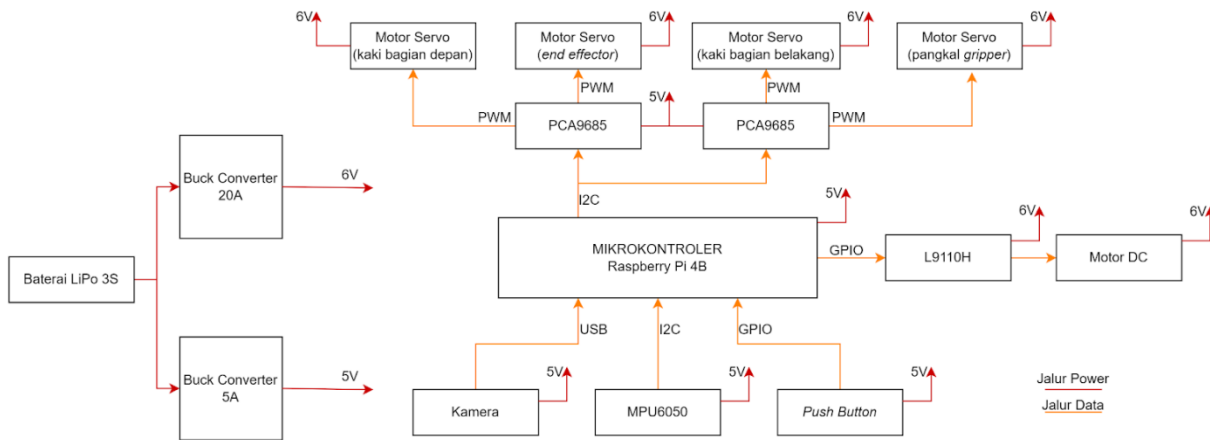 6V
6V
6V
6V
Motor Servo
(kaki bagian depan)
Motor Servo
(end effector)
Motor Servo
(kaki bagian belakang)
Motor Servo
(pangkal gripper)
PWM
PWM
5V
PWM
PCA9685
PWM
PCA9685
Buck Converter
20A
6V
I2C
5V
MIKROKONTROLER
Raspberry Pi 4B
GPIO
6V
L9110H
6V
Motor DC
Baterai LiPo 3S
USB
I2C
GPIO
Buck Converter
5A
5V
5V
Kamera
5V
MPU6050
5V
Push Button
Jalur Power
Jalur Data